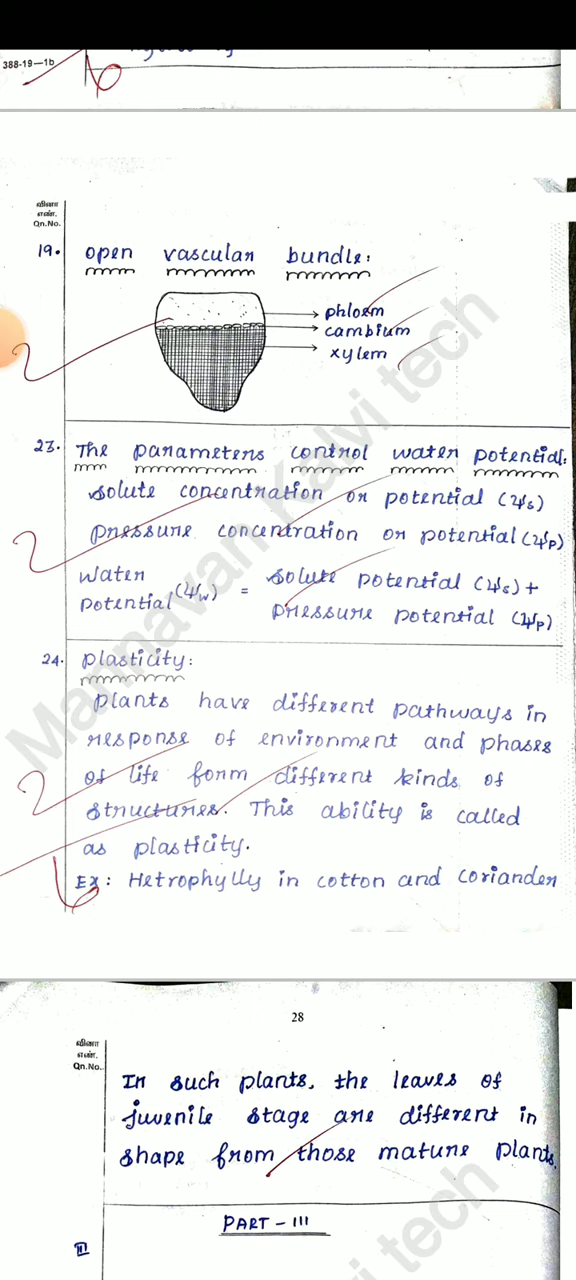 388-19-1b
வினா
எண்.
Qn.No.
19. open vascular bundle:
phloem
cambium
xylem
23. The parameters control water potential:
solute concentration or potential (Ψs)
pressure concentration or potential (Ψp)
water potential (Ψw) = solute potential (Ψs) +
pressure potential (Ψp)
24. plasticity:
plants have different pathways in
response of environment and phases
of life form different kinds of
structures. This ability is called
as plasticity.
Ex: Hetrophylly in cotton and coriander
Mannavan Kalvi tech
28
வினா
எண்.
Qn.No.
In such plants, the leaves of
juvenile stage are different in
shape from those mature plants.
PART - III
III